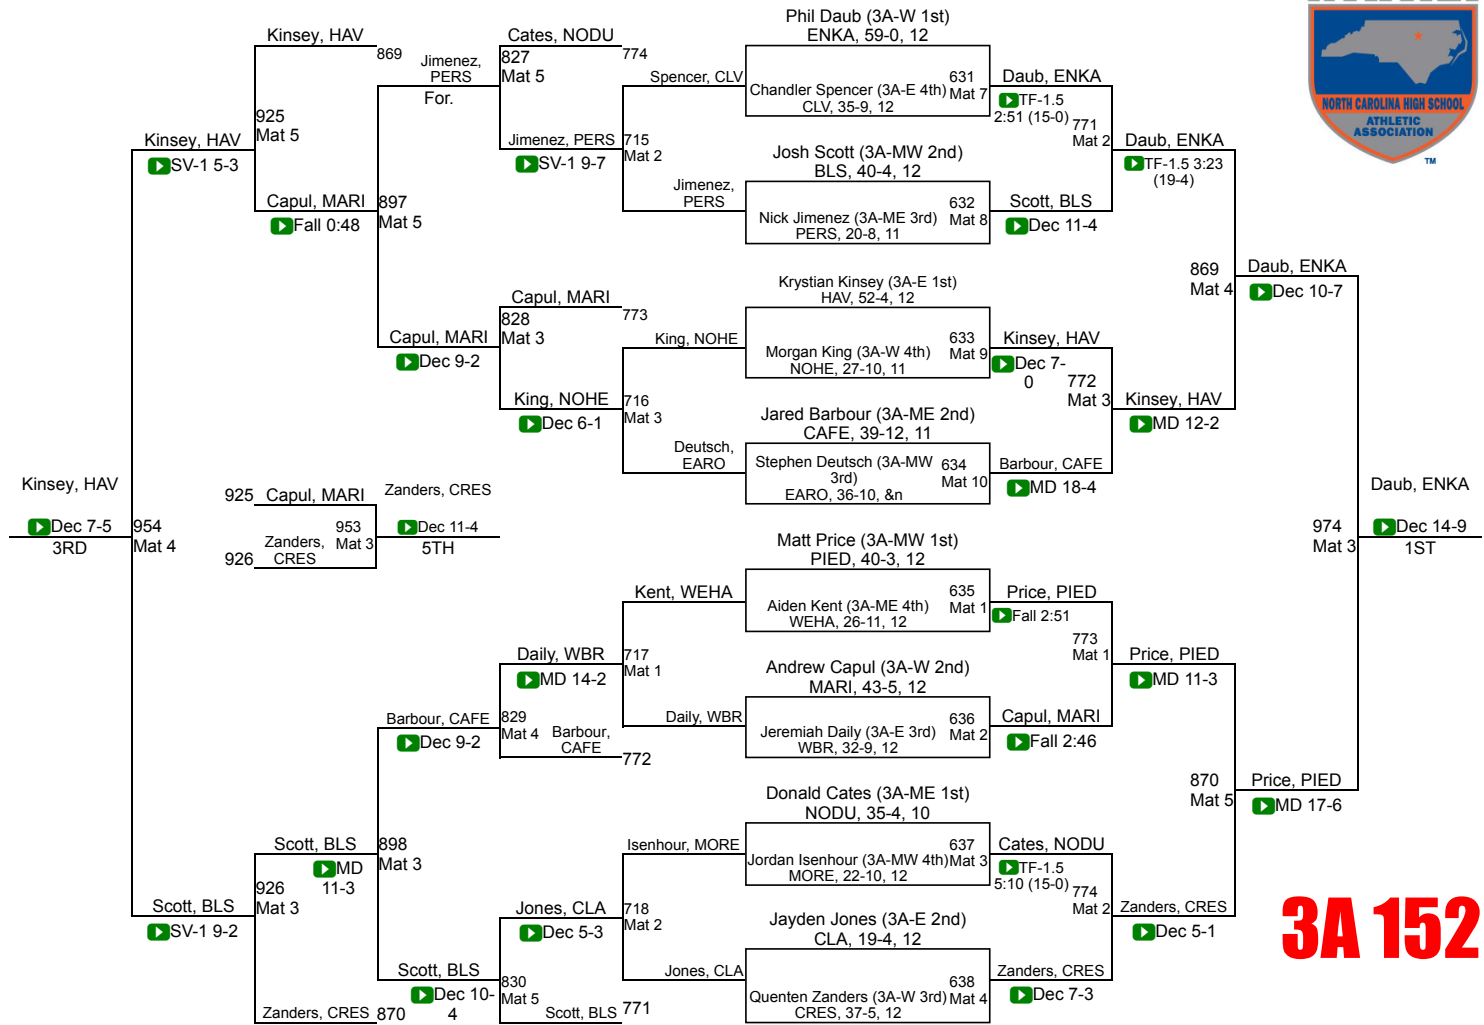 Kinsey, HAV
869
925
Mat 5
Kinsey, HAV
SV-1 5-3
Capul, MARI
Fall 0:48
Jimenez,
PERS
For.
897
Mat 5
Cates, NODU
774
827
Mat 5
Jimenez, PERS
SV-1 9-7
Spencer, CLV
715
Mat 2
Jimenez,
PERS
Capul, MARI
773
828
Mat 3
Capul, MARI
Dec 9-2
King, NOHE
Dec 6-1
King, NOHE
716
Mat 3
Deutsch,
EARO
Phil Daub (3A-W 1st)
ENKA, 59-0, 12
631
Mat 7
Chandler Spencer (3A-E 4th)
CLV, 35-9, 12
Josh Scott (3A-MW 2nd)
BLS, 40-4, 12
632
Mat 8
Nick Jimenez (3A-ME 3rd)
PERS, 20-8, 11
Krystian Kinsey (3A-E 1st)
HAV, 52-4, 12
633
Mat 9
Morgan King (3A-W 4th)
NOHE, 27-10, 11
Jared Barbour (3A-ME 2nd)
CAFE, 39-12, 11
634
Mat 10
Stephen Deutsch (3A-MW
3rd)
EARO, 36-10, &n
Daub, ENKA
TF-1.5
2:51 (15-0)
771
Mat 2
Scott, BLS
Dec 11-4
Daub, ENKA
TF-1.5 3:23
(19-4)
Kinsey, HAV
Dec 7-
0
772
Mat 3
Barbour, CAFE
MD 18-4
Kinsey, HAV
MD 12-2
869
Mat 4
Daub, ENKA
Dec 10-7
NORTH CAROLINA HIGH SCHOOL
ATHLETIC
ASSOCIATION
TM
Kinsey, HAV
Dec 7-5
3RD
954
Mat 4
925
Capul, MARI
926
Zanders,
CRES
953
Mat 3
Zanders, CRES
Dec 11-4
5TH
974
Mat 3
Daub, ENKA
Dec 14-9
1ST
Kent, WEHA
Daily, WBR
MD 14-2
717
Mat 1
Daily, WBR
Barbour, CAFE
Dec 9-2
829
Mat 4
Barbour,
CAFE
772
Scott, BLS
MD
11-3
898
Mat 3
926
Mat 3
Scott, BLS
SV-1 9-2
Zanders, CRES
870
Scott, BLS
Dec 10-
4
Jones, CLA
Dec 5-3
830
Mat 5
Scott, BLS
771
Isenhour, MORE
718
Mat 2
Jones, CLA
Matt Price (3A-MW 1st)
PIED, 40-3, 12
635
Mat 1
Aiden Kent (3A-ME 4th)
WEHA, 26-11, 12
Andrew Capul (3A-W 2nd)
MARI, 43-5, 12
636
Mat 2
Jeremiah Daily (3A-E 3rd)
WBR, 32-9, 12
Donald Cates (3A-ME 1st)
NODU, 35-4, 10
637
Mat 3
Jordan Isenhour (3A-MW 4th)
MORE, 22-10, 12
Jayden Jones (3A-E 2nd)
CLA, 19-4, 12
638
Mat 4
Quenten Zanders (3A-W 3rd)
CRES, 37-5, 12
Price, PIED
Fall 2:51
773
Mat 1
Capul, MARI
Fall 2:46
Price, PIED
MD 11-3
Cates, NODU
TF-1.5
5:10 (15-0)
774
Mat 2
Zanders, CRES
Dec 7-3
Zanders, CRES
Dec 5-1
870
Mat 5
Price, PIED
MD 17-6
3A 152